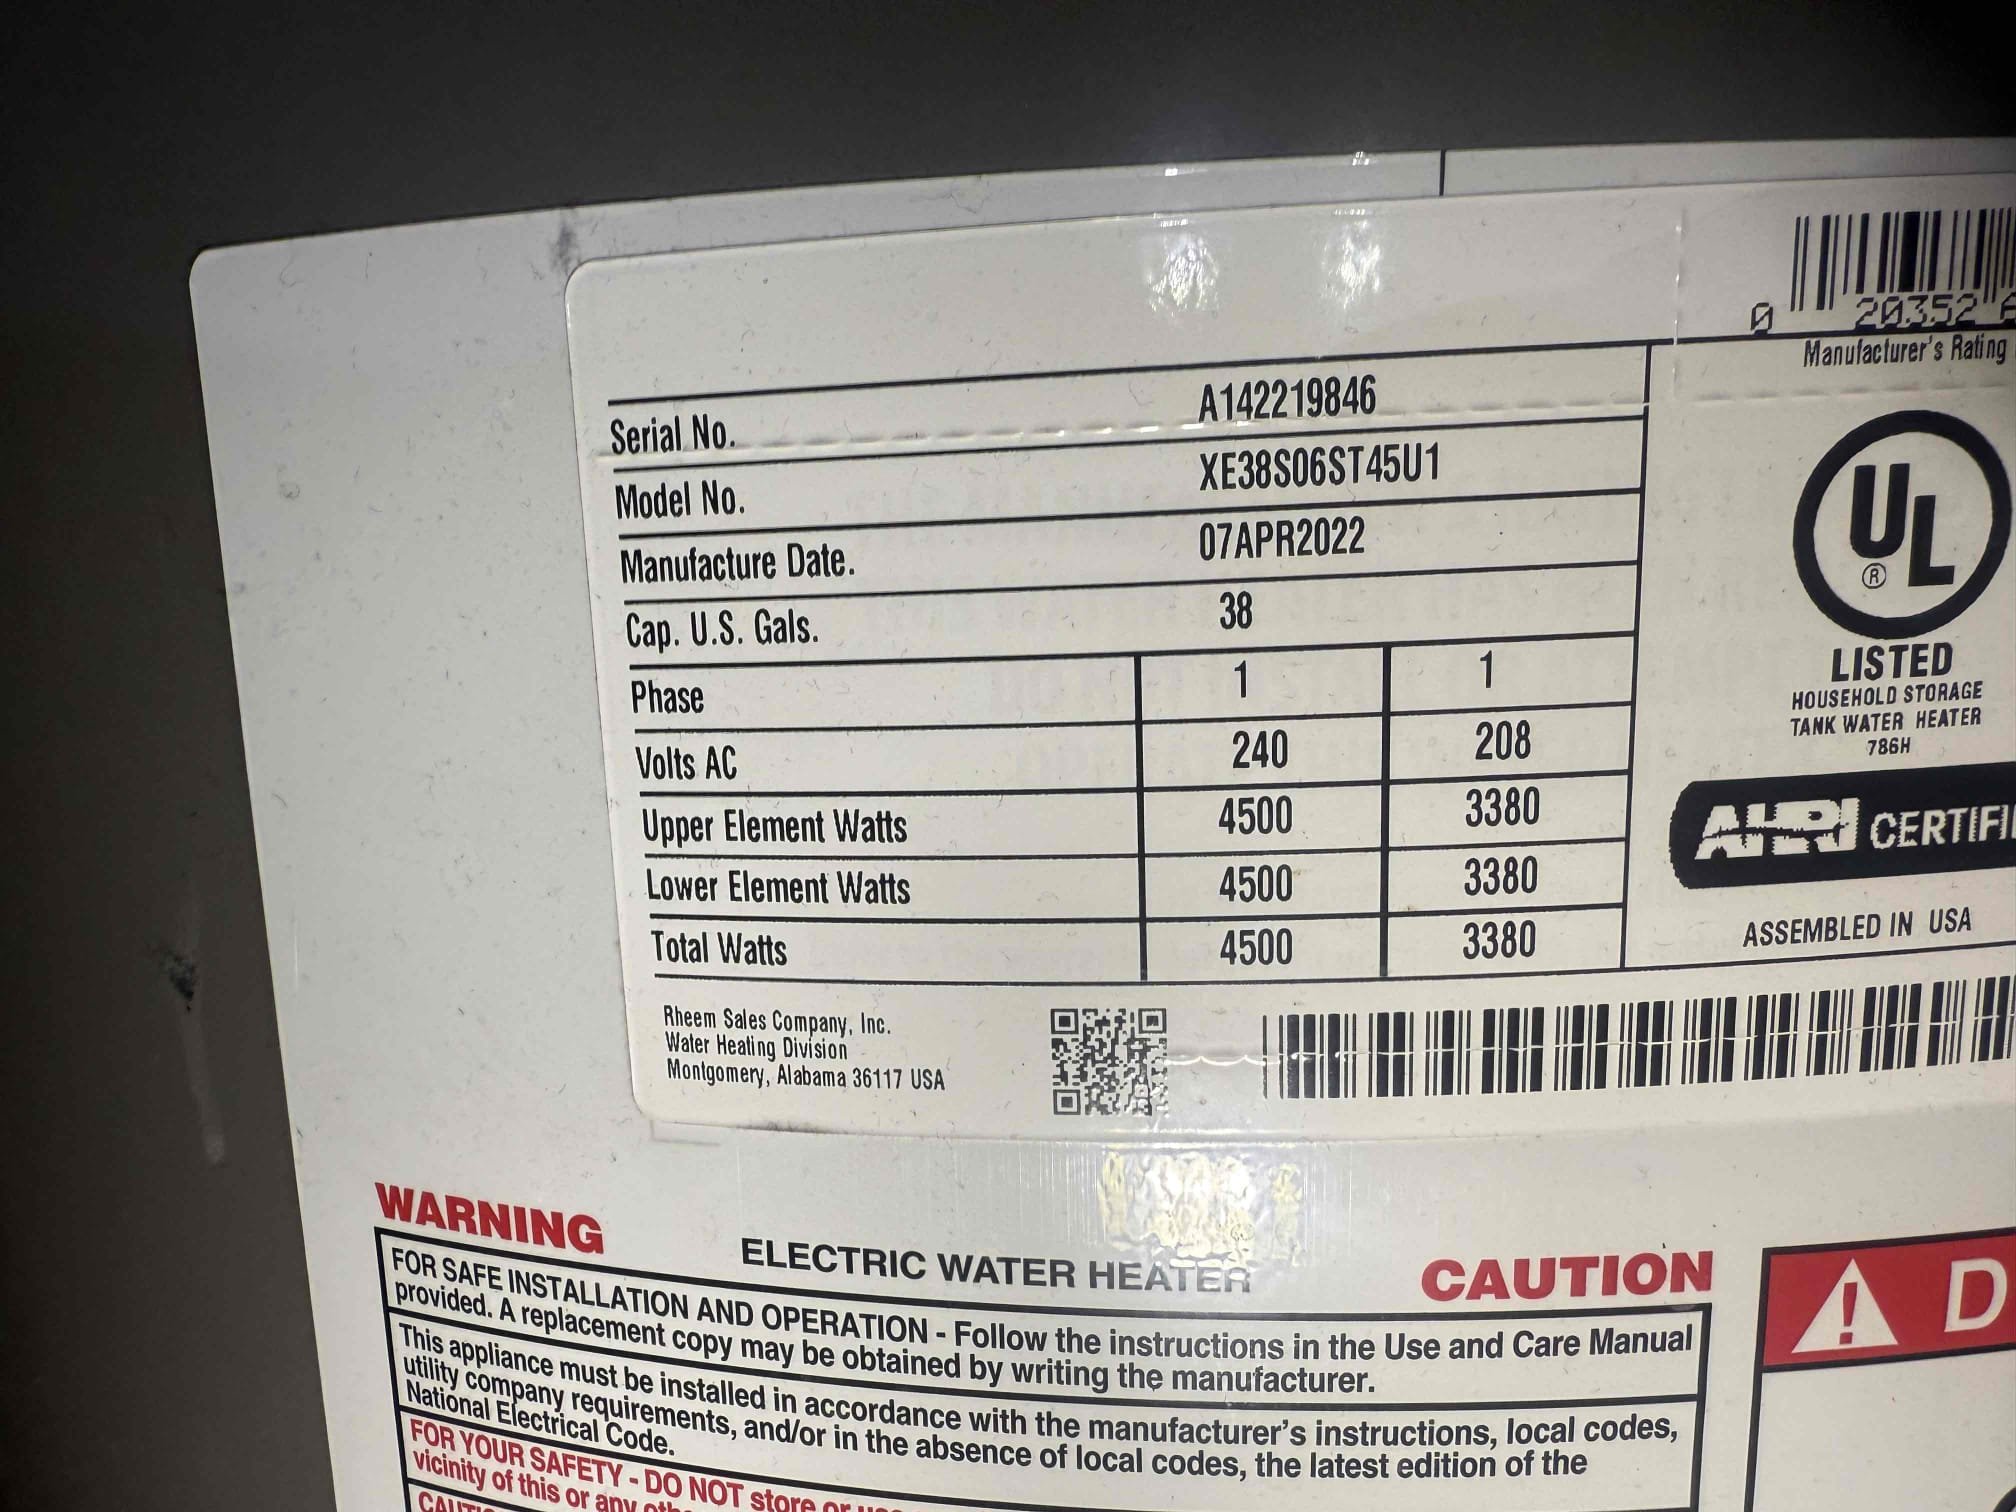 0 20352
Manufacturer's Rating
Serial No. A142219846
Model No. XE38S06ST45U1
Manufacture Date. 07APR2022
Cap. U.S. Gals. 38
Phase 1 1
Volts AC 240 208
Upper Element Watts 4500 3380
Lower Element Watts 4500 3380
Total Watts 4500 3380
UL
®
LISTED
HOUSEHOLD STORAGE
TANK WATER HEATER
786H
AHRI CERTIFI
ASSEMBLED IN USA
Rheem Sales Company, Inc.
Water Heating Division
Montgomery, Alabama 36117 USA
WARNING
ELECTRIC WATER HEATER
CAUTION
FOR SAFE INSTALLATION AND OPERATION - Follow the instructions in the Use and Care Manual
provided. A replacement copy may be obtained by writing the manufacturer.
This appliance must be installed in accordance with the manufacturer's instructions, local codes,
utility company requirements, and/or in the absence of local codes, the latest edition of the
National Electrical Code.
FOR YOUR SAFETY - DO NOT store or
vicinity of this or any
D